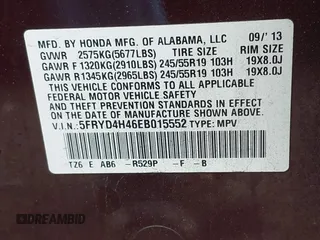 MFD. BY HONDA MFG. OF ALABAMA, LLC 09/'13
GVWR 2575KG(5677LBS) TIRE SIZE RIM SIZE
GAWR F 1320KG(2910LBS) 245/55R19 103H 19X8.0J
GAWR R 1345KG(2965LBS) 245/55R19 103H 19X8.0J
THIS VEHICLE CONFORMS TO ALL APPLICABLE
FEDERAL MOTOR VEHICLE SAFETY AND THEFT
PREVENTION STANDARDS IN EFFECT ON THE DATE
OF MANUFACTURE SHOWN ABOVE.
V.I.N.: 5FRYD4H46EB015552 TYPE: MPV
TZ6 E AB6 -R529P -F -B
DREAMBID